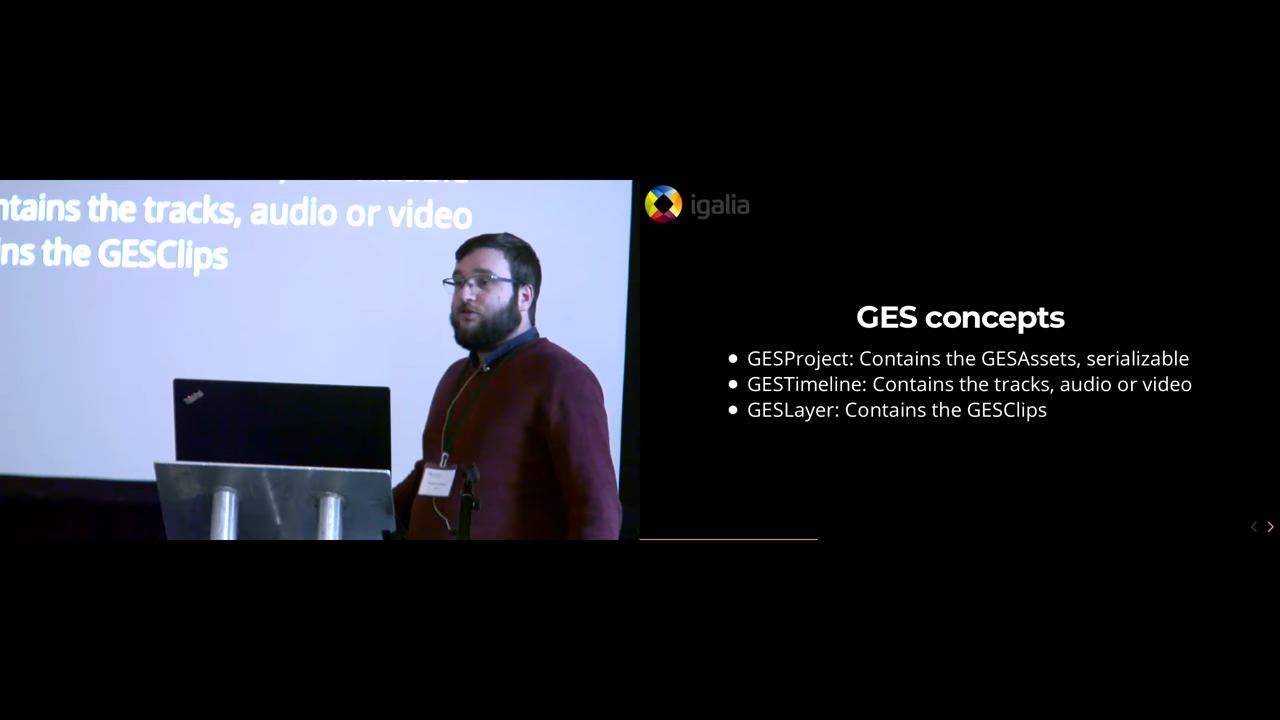 ntains the tracks, audio or video
ins the GESClips
igalia
GES concepts
GESProject: Contains the GESAssets, serializable
GESTimeline: Contains the tracks, audio or video
GESLayer: Contains the GESClips